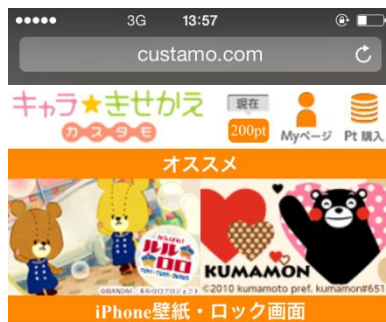 3G 13:57
custamo.com
キャラ★きせかえ
カスタモ
現在
200pt
Myページ
Pt 購入
オススメ
ルルロロ
KUMAMON
©2010 kumamoto pref. kumamon#651
iPhone壁紙・ロック画面